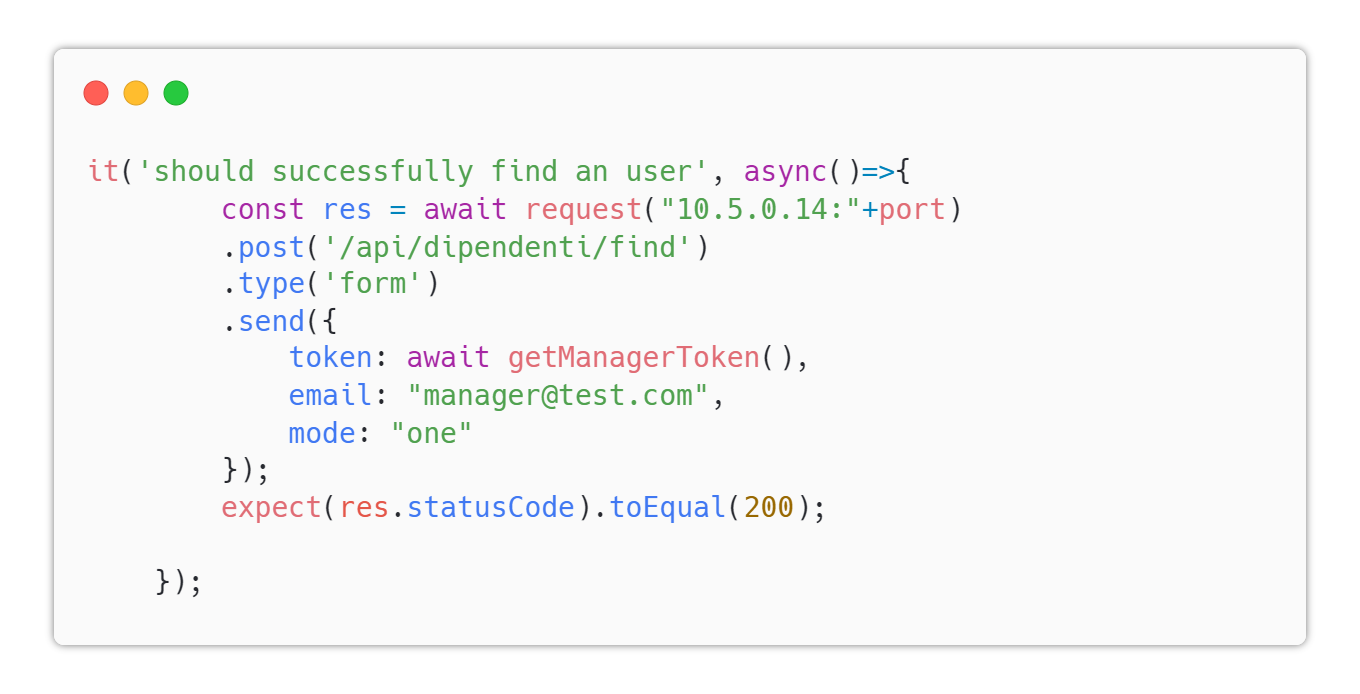 it('should successfully find an user', async()=>{
        const res = await request("10.5.0.14:"+port)
        .post('/api/dipendenti/find')
        .type('form')
        .send({
            token: await getManagerToken(),
            email: "manager@test.com",
            mode: "one"
        });
        expect(res.statusCode).toEqual(200);
    });